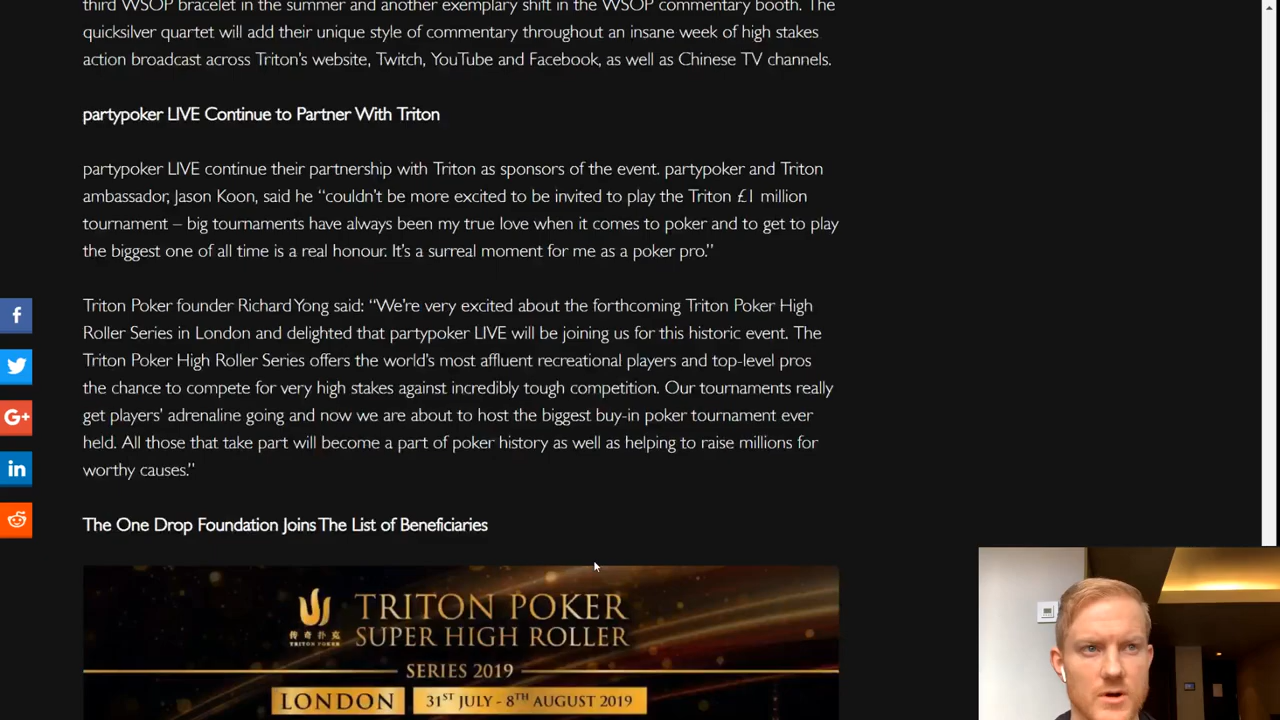 third WSOP bracelet in the summer and another exemplary shift in the WSOP commentary booth. The
quicksilver quartet will add their unique style of commentary throughout an insane week of high stakes
action broadcast across Triton's website, Twitch, YouTube and Facebook, as well as Chinese TV channels.
partypoker LIVE Continue to Partner With Triton
partypoker LIVE continue their partnership with Triton as sponsors of the event. partypoker and Triton
ambassador, Jason Koon, said he “couldn't be more excited to be invited to play the Triton £1 million
tournament – big tournaments have always been my true love when it comes to poker and to get to play
the biggest one of all time is a real honour. It's a surreal moment for me as a poker pro.”
Triton Poker founder Richard Yong said: “We're very excited about the forthcoming Triton Poker High
Roller Series in London and delighted that partypoker LIVE will be joining us for this historic event. The
Triton Poker High Roller Series offers the world's most affluent recreational players and top-level pros
the chance to compete for very high stakes against incredibly tough competition. Our tournaments really
get players' adrenaline going and now we are about to host the biggest buy-in poker tournament ever
held. All those that take part will become a part of poker history as well as helping to raise millions for
worthy causes.”
The One Drop Foundation Joins The List of Beneficiaries
传奇扑克
TRITON POKER
TRITON POKER
SUPER HIGH ROLLER
SERIES 2019
LONDON
31ST JULY - 8TH AUGUST 2019
f
G+
in